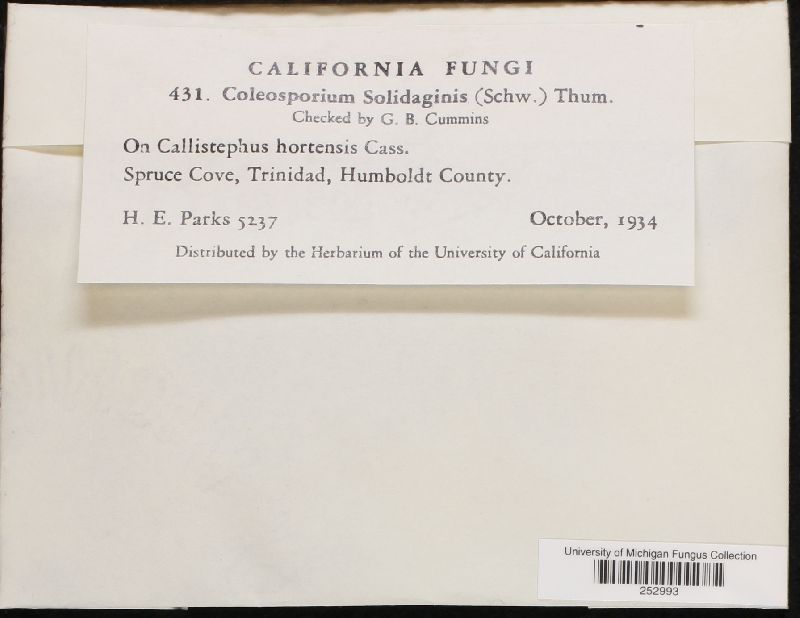 CALIFORNIA FUNGI
431. Coleosporium Solidaginis (Schw.) Thum.
Checked by G. B. Cummins
On Callistephus hortensis Cass.
Spruce Cove, Trinidad, Humboldt County.
H. E. Parks 5237 October, 1934
Distributed by the Herbarium of the University of California
University of Michigan Fungus Collection
252993